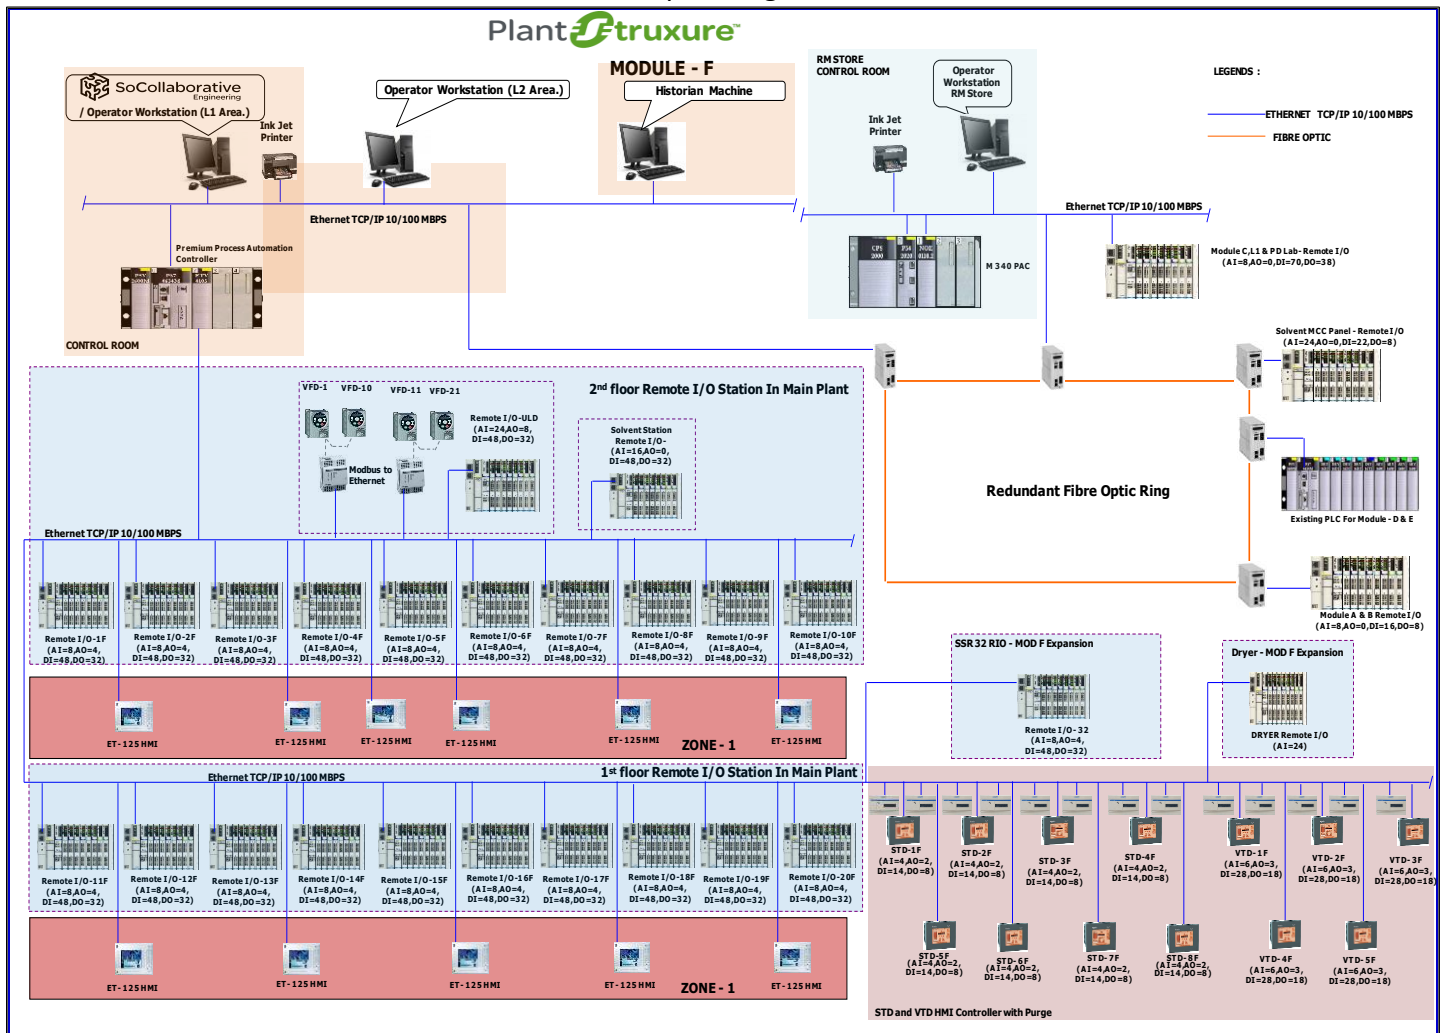 PlantStruxure™
SoCollaborative
Engineering
/ Operator Workstation (L1 Area.)
Ink Jet
Printer
Operator Workstation (L2 Area.)
MODULE - F
Historian Machine
RM STORE
CONTROL ROOM
Operator
Workstation
RM Store
Ink Jet
Printer
LEGENDS :
ETHERNET TCP/IP 10/100 MBPS
FIBRE OPTIC
Ethernet TCP/IP 10/100 MBPS
Ethernet TCP/IP 10/100 MBPS
Premium Process Automation
Controller
CONTROL ROOM
CPS
2000
P34
2020
NOE
0110.2
M 340 PAC
Module C,L1 & PD Lab- Remote I/O
(AI=8,AO=0,DI=70,DO=38)
Solvent MCC Panel - Remote I/O
(AI=24,AO=0,DI=22,DO=8)
Redundant Fibre Optic Ring
Existing PLC For Module - D & E
Module A & B Remote I/O
(AI=8,AO=0,DI=16,DO=8)
2nd floor Remote I/O Station In Main Plant
VFD-1
VFD-10
VFD-11
VFD-21
Modbus to
Ethernet
Remote I/O-ULD
(AI=24,AO=8,
DI=48,DO=32)
Solvent Station
Remote I/O-
(AI=16,AO=0,
DI=48,DO=32)
Ethernet TCP/IP 10/100 MBPS
Remote I/O-1F
(AI=8,AO=4,
DI=48,DO=32)
Remote I/O-2F
(AI=8,AO=4,
DI=48,DO=32)
Remote I/O-3F
(AI=8,AO=4,
DI=48,DO=32)
Remote I/O-4F
(AI=8,AO=4,
DI=48,DO=32)
Remote I/O-5F
(AI=8,AO=4,
DI=48,DO=32)
Remote I/O-6F
(AI=8,AO=4,
DI=48,DO=32)
Remote I/O-7F
(AI=8,AO=4,
DI=48,DO=32)
Remote I/O-8F
(AI=8,AO=4,
DI=48,DO=32)
Remote I/O-9F
(AI=8,AO=4,
DI=48,DO=32)
Remote I/O-10F
(AI=8,AO=4,
DI=48,DO=32)
ET-125HMI
ET-125HMI
ET-125HMI
ET-125HMI
ET-125HMI
ET-125HMI
ZONE - 1
SSR 32 RIO - MOD F Expansion
Remote I/O-32
(AI=8,AO=4,
DI=48,DO=32)
Dryer - MOD F Expansion
DRYER Remote I/O
(AI=24)
Ethernet TCP/IP 10/100 MBPS
1st floor Remote I/O Station In Main Plant
Remote I/O-11F
(AI=8,AO=4,
DI=48,DO=32)
Remote I/O-12F
(AI=8,AO=4,
DI=48,DO=32)
Remote I/O-13F
(AI=8,AO=4,
DI=48,DO=32)
Remote I/O-14F
(AI=8,AO=4,
DI=48,DO=32)
Remote I/O-15F
(AI=8,AO=4,
DI=48,DO=32)
Remote I/O-16F
(AI=8,AO=4,
DI=48,DO=32)
Remote I/O-17F
(AI=8,AO=4,
DI=48,DO=32)
Remote I/O-18F
(AI=8,AO=4,
DI=48,DO=32)
Remote I/O-19F
(AI=8,AO=4,
DI=48,DO=32)
Remote I/O-20F
(AI=8,AO=4,
DI=48,DO=32)
ET-125HMI
ET-125HMI
ET-125HMI
ET-125HMI
ET-125HMI
ZONE - 1
STD-1F
(AI=4,AO=2,
DI=14,DO=8)
STD-2F
(AI=4,AO=2,
DI=14,DO=8)
STD-3F
(AI=4,AO=2,
DI=14,DO=8)
STD-4F
(AI=4,AO=2,
DI=14,DO=8)
VTD-1F
(AI=6,AO=3,
DI=28,DO=18)
VTD-2F
(AI=6,AO=3,
DI=28,DO=18)
VTD-3F
(AI=6,AO=3,
DI=28,DO=18)
STD-5F
(AI=4,AO=2,
DI=14,DO=8)
STD-6F
(AI=4,AO=2,
DI=14,DO=8)
STD-7F
(AI=4,AO=2,
DI=14,DO=8)
STD-8F
(AI=4,AO=2,
DI=14,DO=8)
VTD-4F
(AI=6,AO=3,
DI=28,DO=18)
VTD-5F
(AI=6,AO=3,
DI=28,DO=18)
STD and VTD HMI Controller with Purge